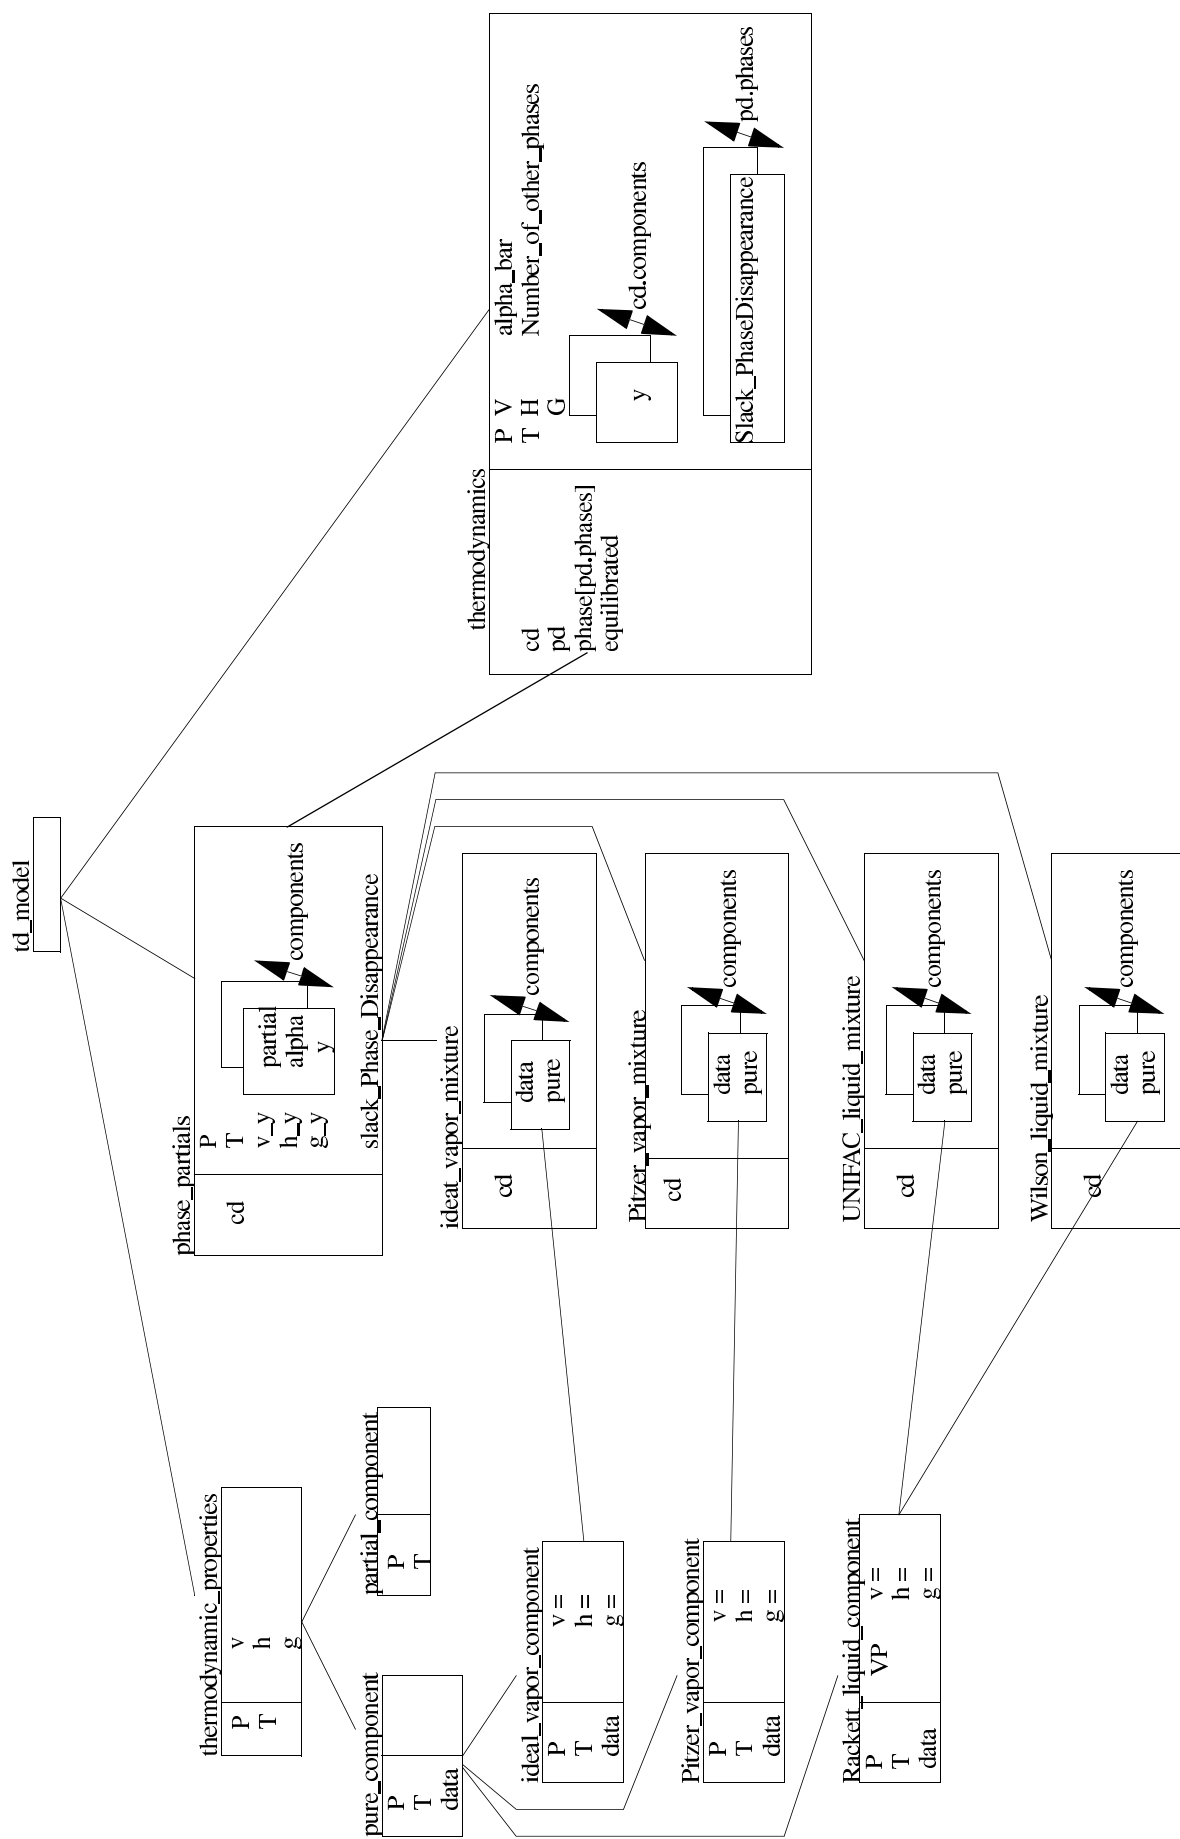 td_model
thermodynamic_properties
P
T
v
h
g
pure_component
P
T
data
partial_component
P
T
ideal_vapor_component
P
T
data
v =
h =
g =
Pitzer_vapor_component
P
T
data
v =
h =
g =
Rackett_liquid_component
P
T
data
VP
v =
h =
g =
phase_partials
cd
P
T
v_y
h_y
g_y
partial
alpha
y
components
slack_Phase_Disappearance
ideat_vapor_mixture
cd
data
pure
components
Pitzer_vapor_mixture
cd
data
pure
components
UNIFAC_liquid_mixture
cd
data
pure
components
Wilson_liquid_mixture
cd
data
pure
components
thermodynamics
cd
pd
phase[pd.phases]
equilibrated
P V alpha_bar
T H Number_of_other_phases
G
y
cd.components
Slack_PhaseDisappearance
pd.phases